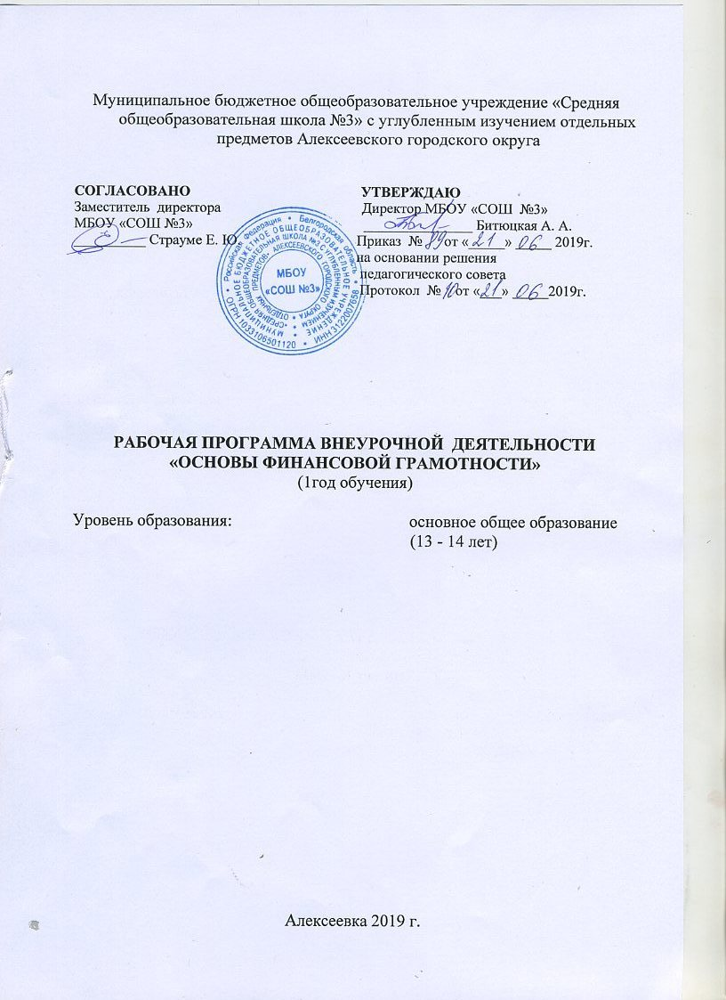 Муниципальное бюджетное общеобразовательное учреждение «Средняя
общеобразовательная школа №3» с углубленным изучением отдельных
предметов Алексеевского городского округа
СОГЛАСОВАНО
Заместитель директора
МБОУ «СОШ №3»
Страуме Е. Ю.
УТВЕРЖДАЮ
Директор МБОУ «СОШ №3»
Битюцкая А. А.
Приказ № 89 от «21» 06 2019г.
на основании решения
педагогического совета
Протокол № 10 от «21» 06 2019г.
Российская Федерация • Белгородская область •
ОГРН 1033106501120 • ИНН 3122007658
МУНИЦИПАЛЬНОЕ БЮДЖЕТНОЕ ОБЩЕОБРАЗОВАТЕЛЬНОЕ УЧРЕЖДЕНИЕ
«СРЕДНЯЯ ОБЩЕОБРАЗОВАТЕЛЬНАЯ ШКОЛА №3 С УГЛУБЛЕННЫМ ИЗУЧЕНИЕМ
ОТДЕЛЬНЫХ ПРЕДМЕТОВ» АЛЕКСЕЕВСКОГО ГОРОДСКОГО ОКРУГА
МБОУ
«СОШ №3»
РАБОЧАЯ ПРОГРАММА ВНЕУРОЧНОЙ ДЕЯТЕЛЬНОСТИ
«ОСНОВЫ ФИНАНСОВОЙ ГРАМОТНОСТИ»
(1год обучения)
Уровень образования: основное общее образование
(13 - 14 лет)
Алексеевка 2019 г.